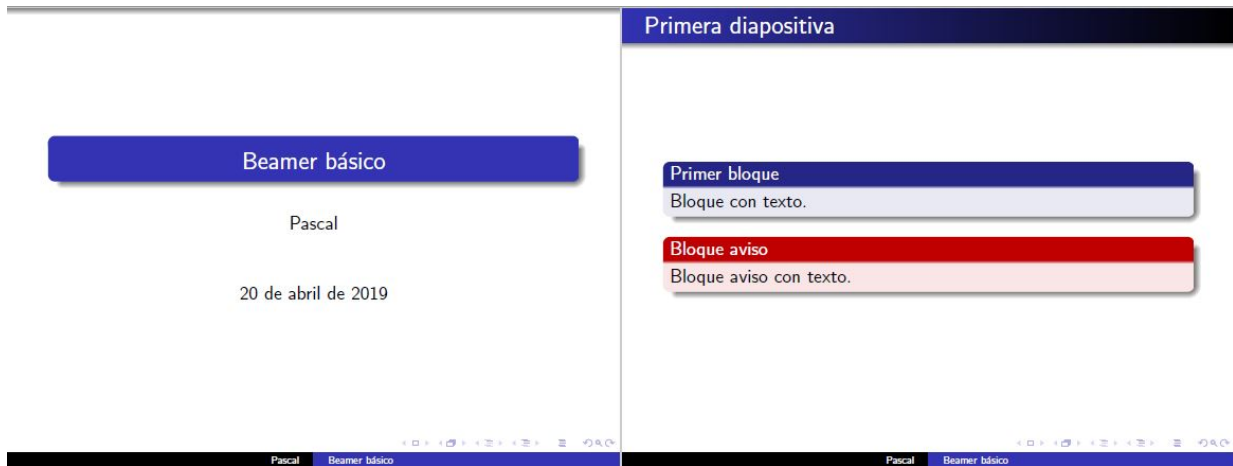 Beamer básico
Pascal
20 de abril de 2019
Pascal Beamer básico
Primera diapositiva
Primer bloque
Bloque con texto.
Bloque aviso
Bloque aviso con texto.
Pascal Beamer básico